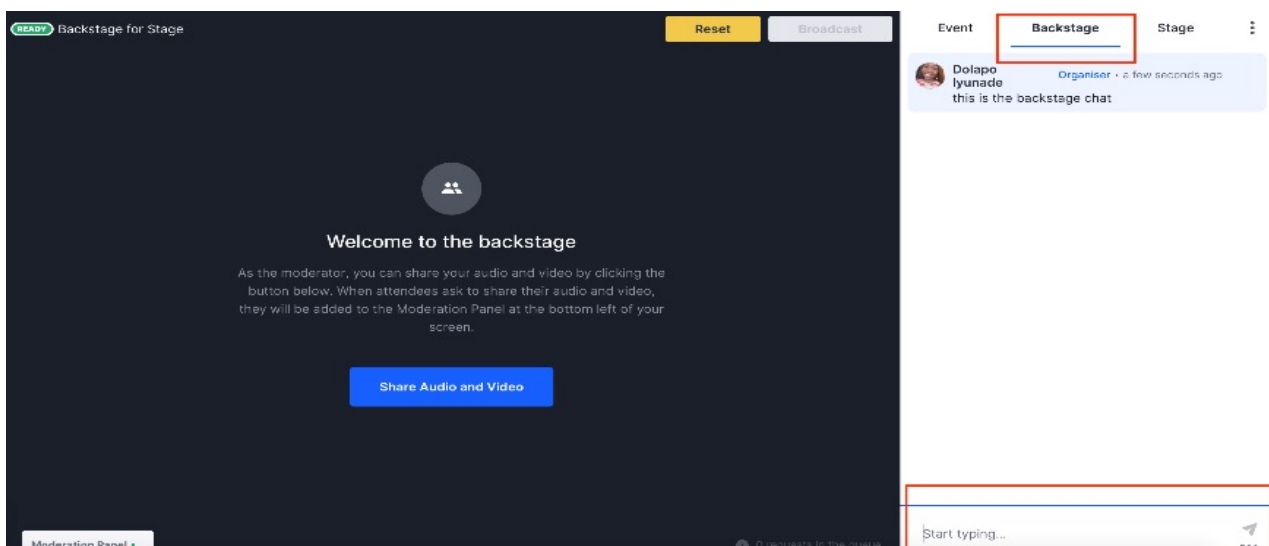 READY Backstage for Stage
Reset
Broadcast
Event
Backstage
Stage
Dolapo
Iyunade
Organiser • a few seconds ago
this is the backstage chat
Welcome to the backstage
As the moderator, you can share your audio and video by clicking the
button below. When attendees ask to share their audio and video,
they will be added to the Moderation Panel at the bottom left of your
screen.
Share Audio and Video
Moderation Panel
0 requests in the queue
Start typing...